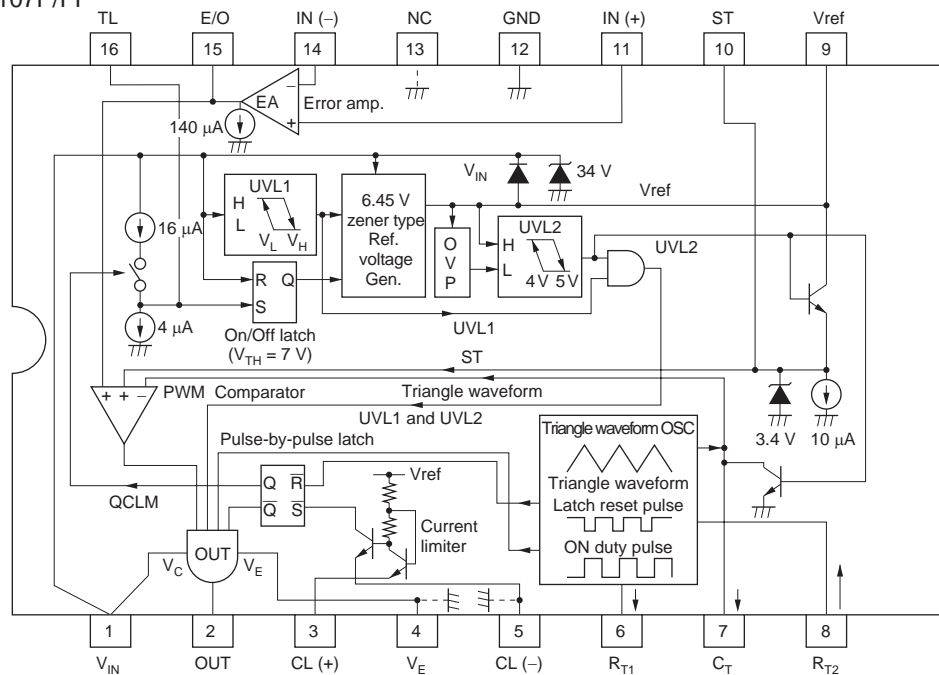 TL E/O IN (−) NC GND IN (+) ST Vref
16 15 14 13 12 11 10 9
EA
−
+
Error amp.
140 μA
V_IN
34 V
Vref
UVL1
H
L
V_L V_H
6.45 V
zener type
Ref.
voltage
Gen.
O
V
P
UVL2
H
L
4 V 5 V
UVL2
16 μA
R Q
S
4 μA
On/Off latch
(V_TH = 7 V)
UVL1
ST
+ + −
PWM Comparator
Triangle waveform
UVL1 and UVL2
3.4 V
10 μA
Pulse-by-pulse latch
Triangle waveform OSC
Triangle waveform
Latch reset pulse
ON duty pulse
Vref
Q R̅
Q̅ S̅
QCLM
Current
limiter
V_C OUT V_E
1 2 3 4 5 6 7 8
V_IN OUT CL (+) V_E CL (−) R_T1 C_T R_T2